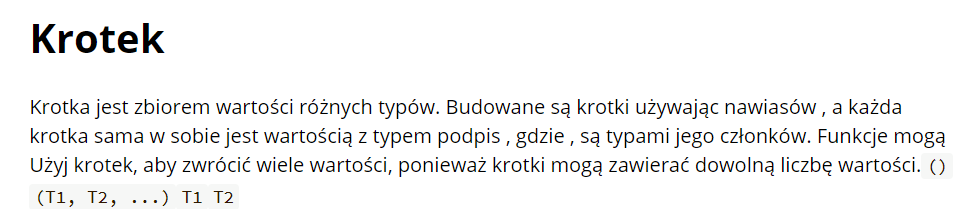 Krotek
Krotka jest zbiorem wartości różnych typów. Budowane są krotki używając nawiasów , a każda
krotka sama w sobie jest wartością z typem podpis , gdzie , są typami jego członków. Funkcje mogą
Użyj krotek, aby zwrócić wiele wartości, ponieważ krotki mogą zawierać dowolną liczbę wartości. ()
(T1, T2, ...) T1 T2